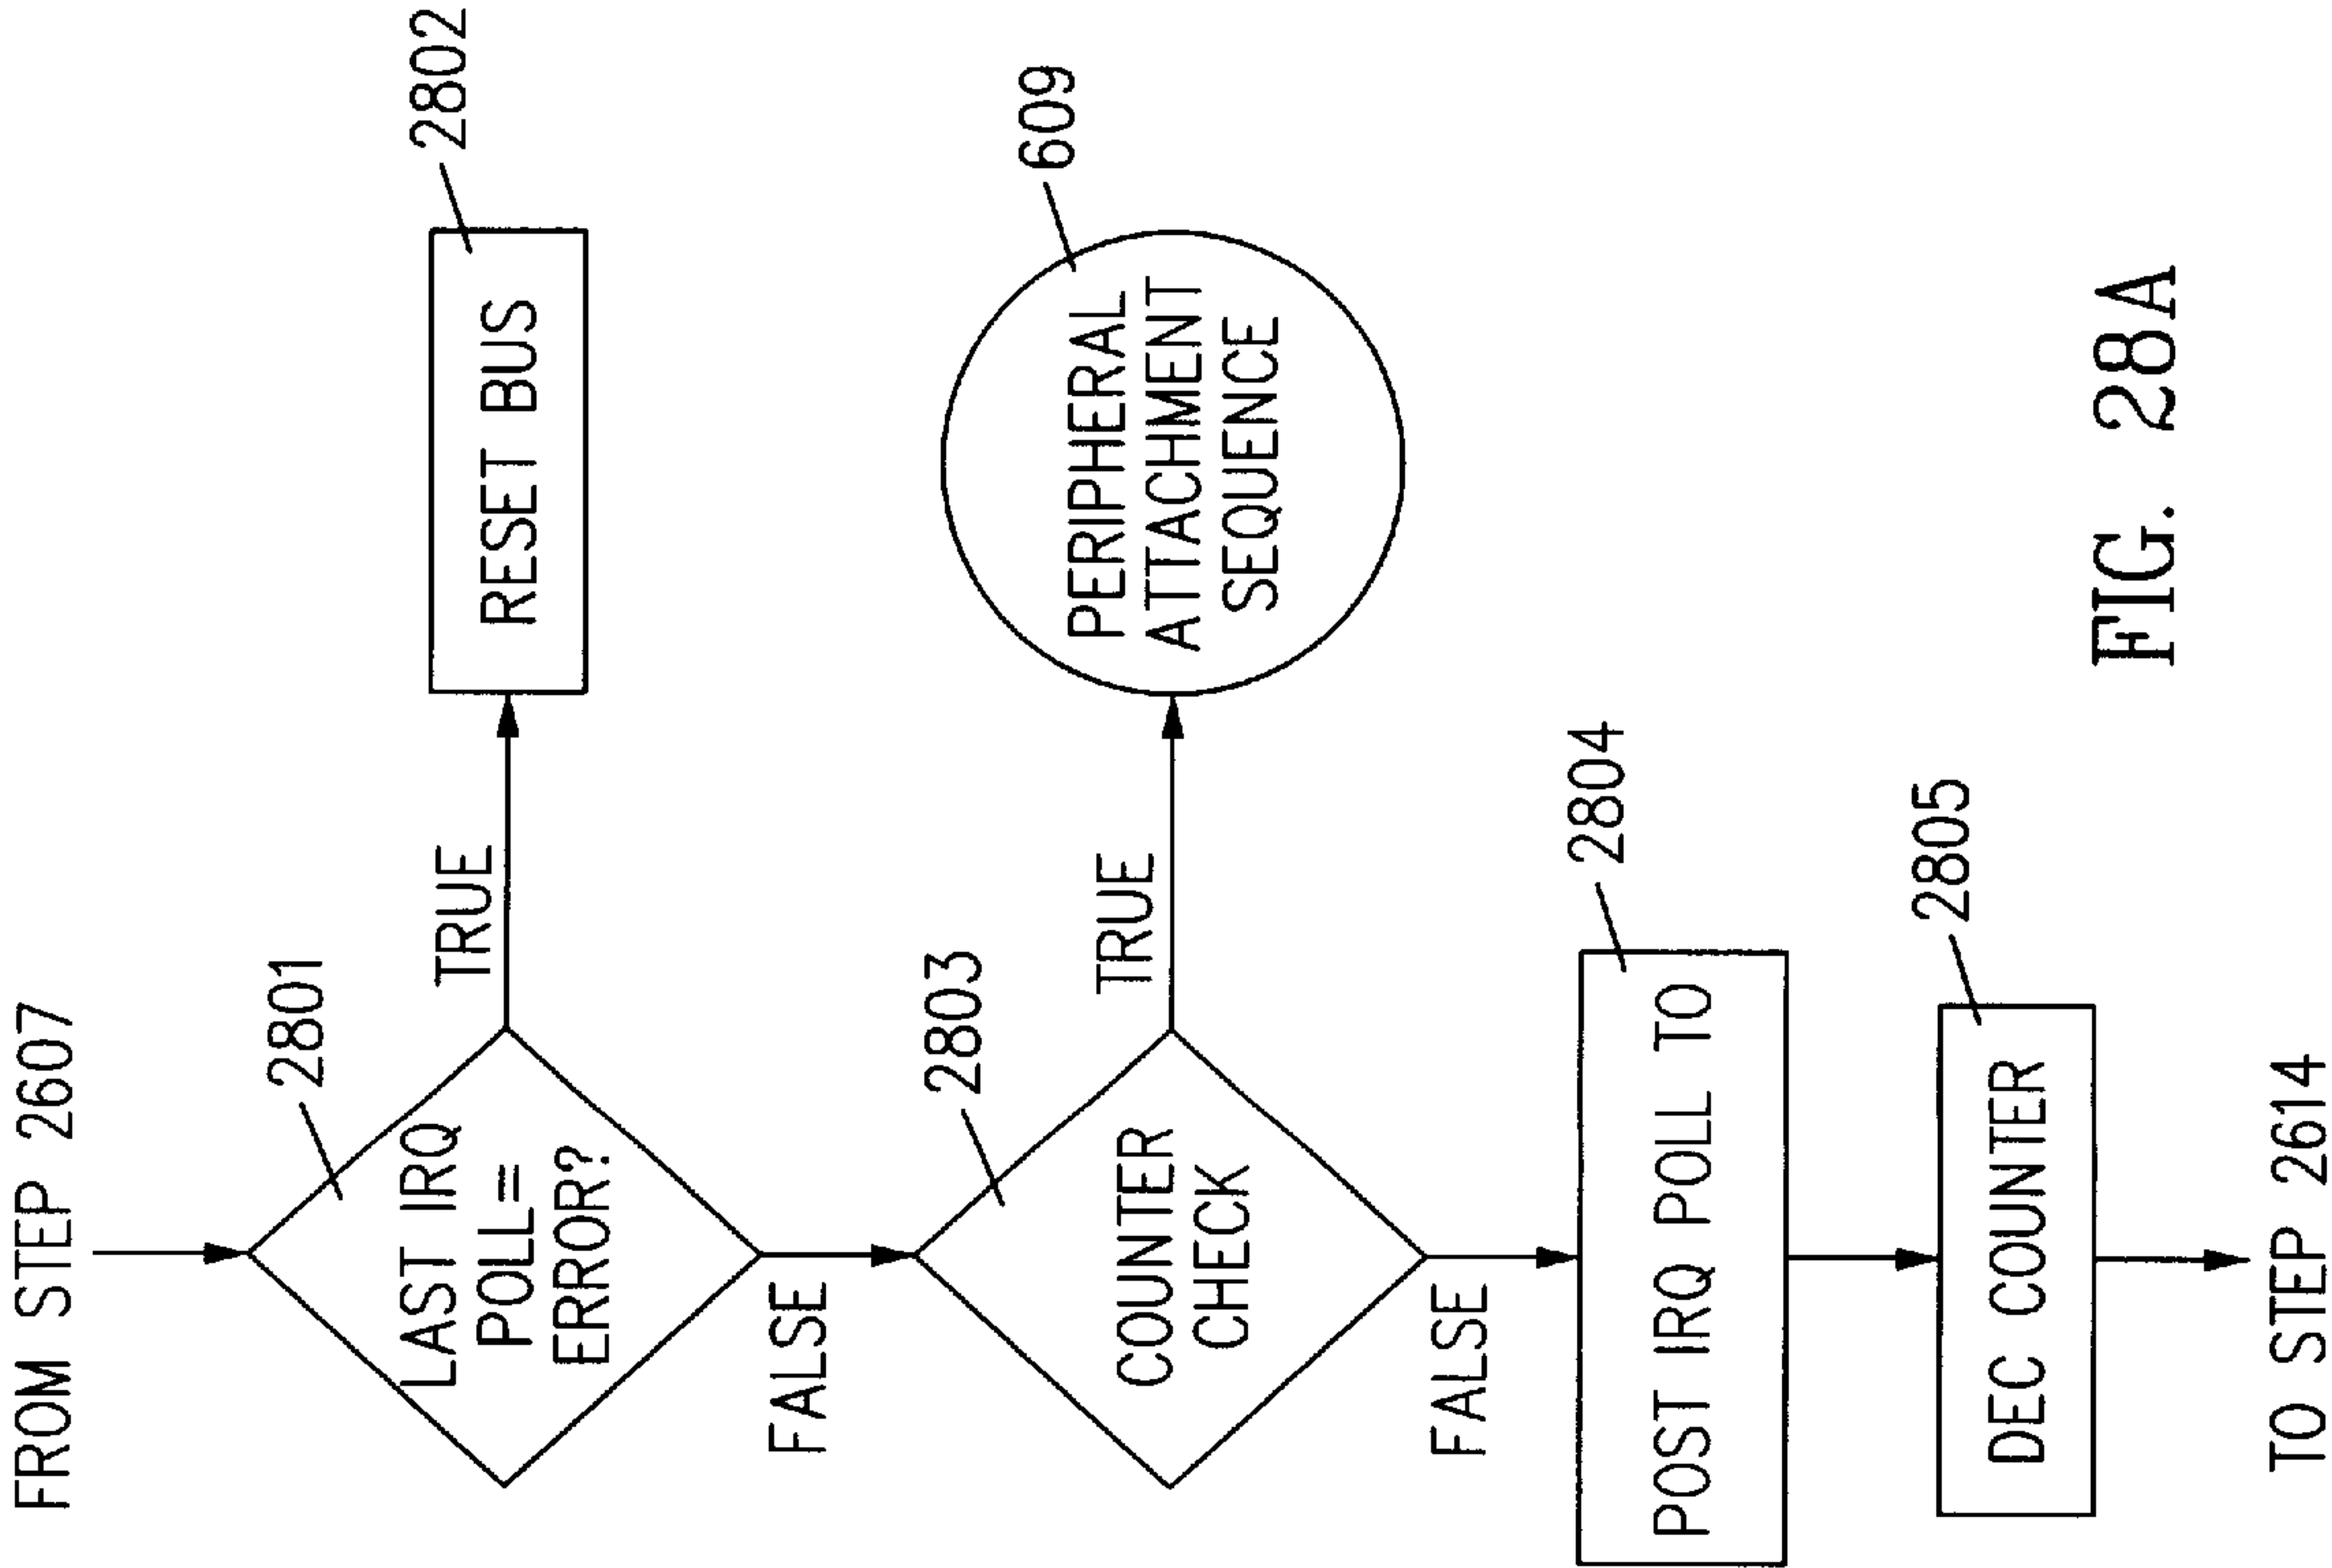 FROM STEP 2607
2801
LAST IRQ
POLL=
ERROR?
TRUE
RESET BUS
2802
FALSE
2803
COUNTER
CHECK
TRUE
PERIPHERAL
ATTACHMENT
SEQUENCE
609
FALSE
2804
POST IRQ POLL TO
2805
DEC COUNTER
TO STEP 2614
FIG. 28A